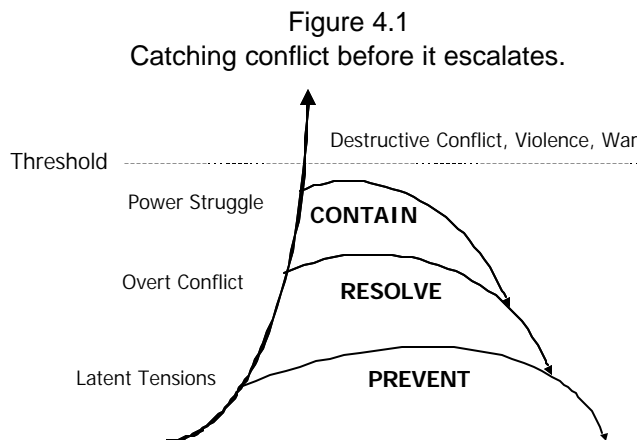 Figure 4.1
Catching conflict before it escalates.
Destructive Conflict, Violence, War
Threshold
Power Struggle
CONTAIN
Overt Conflict
RESOLVE
Latent Tensions
PREVENT